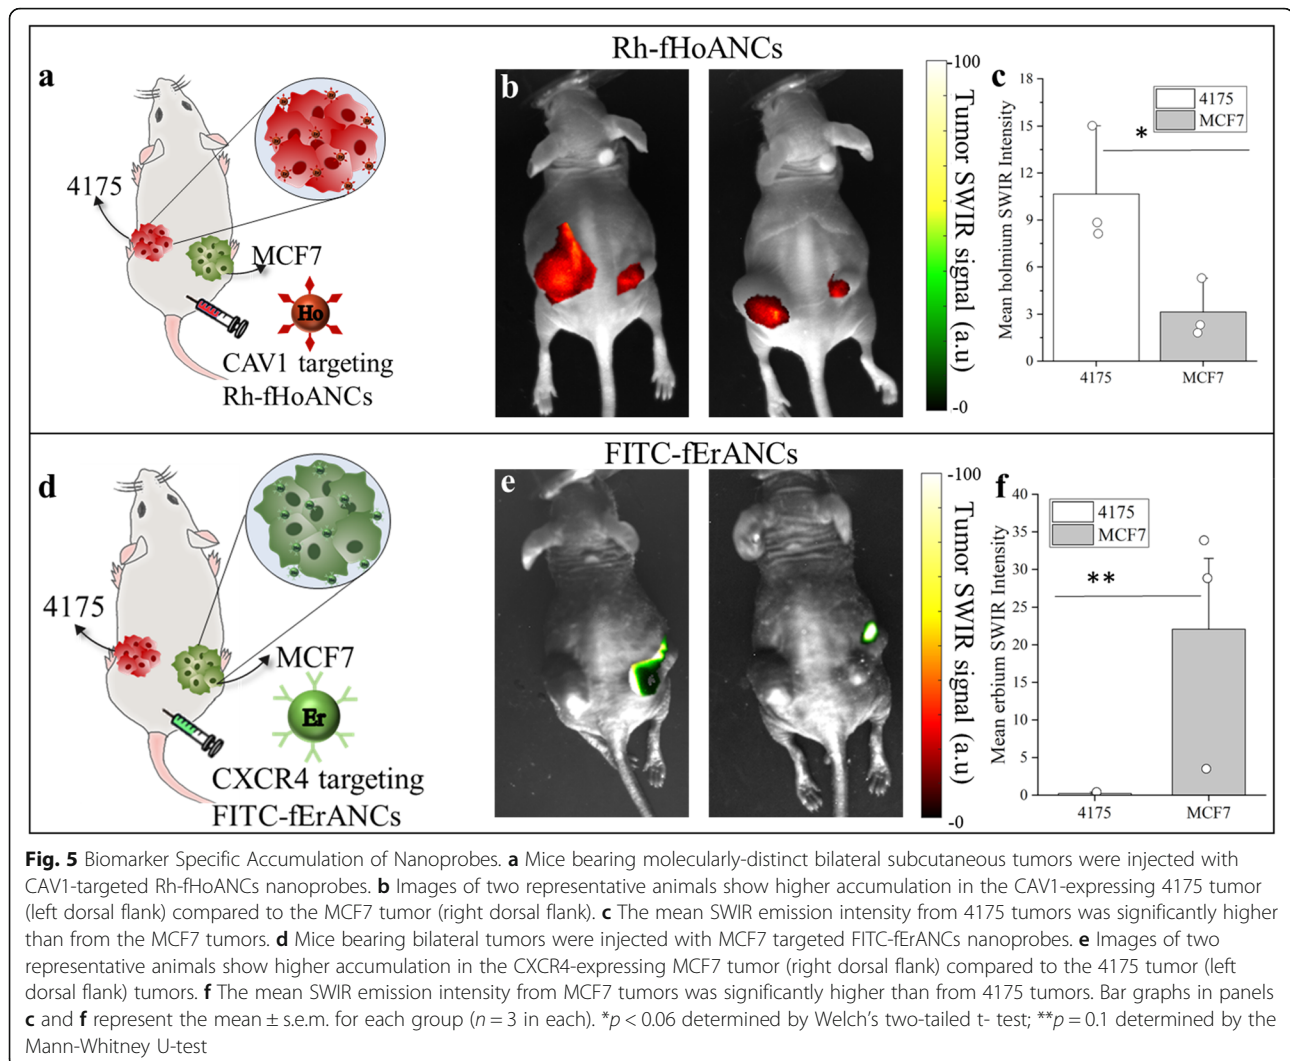 Rh-fHoANCs
a
4175
MCF7
Ho
CAV1 targeting
Rh-fHoANCs
b
-100
Tumor SWIR signal (a.u)
-0
c
Mean holmium SWIR Intensity
18
15
12
9
6
3
0
4175
MCF7
*
4175
MCF7
FITC-fErANCs
d
4175
MCF7
Er
CXCR4 targeting
FITC-fErANCs
e
-100
Tumor SWIR signal (a.u)
-0
f
Mean erbium SWIR Intensity
40
35
30
25
20
15
10
5
0
4175
MCF7
**
4175
MCF7
Fig. 5 Biomarker Specific Accumulation of Nanoprobes. a Mice bearing molecularly-distinct bilateral subcutaneous tumors were injected with
CAV1-targeted Rh-fHoANCs nanoprobes. b Images of two representative animals show higher accumulation in the CAV1-expressing 4175 tumor
(left dorsal flank) compared to the MCF7 tumor (right dorsal flank). c The mean SWIR emission intensity from 4175 tumors was significantly higher
than from the MCF7 tumors. d Mice bearing bilateral tumors were injected with MCF7 targeted FITC-fErANCs nanoprobes. e Images of two
representative animals show higher accumulation in the CXCR4-expressing MCF7 tumor (right dorsal flank) compared to the 4175 tumor (left
dorsal flank) tumors. f The mean SWIR emission intensity from MCF7 tumors was significantly higher than from 4175 tumors. Bar graphs in panels
c and f represent the mean ± s.e.m. for each group (n = 3 in each). *p < 0.06 determined by Welch's two-tailed t- test; **p = 0.1 determined by the
Mann-Whitney U-test